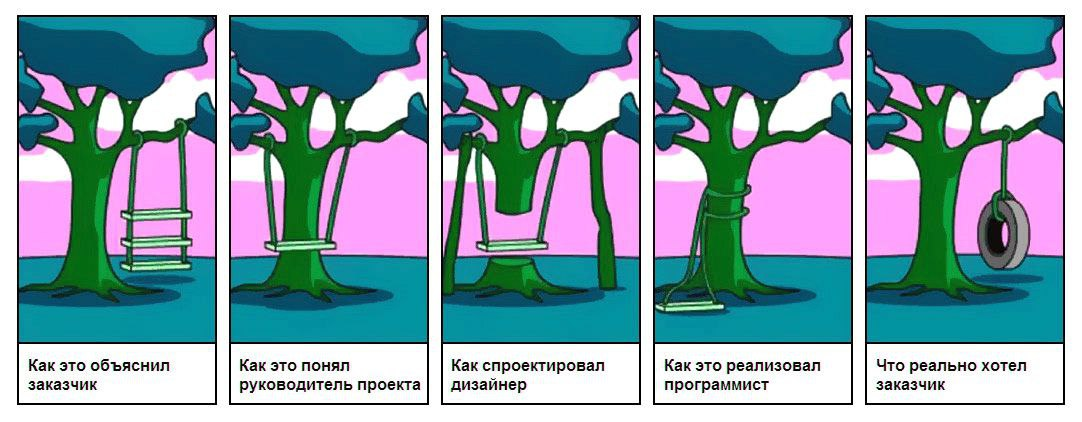 Как это объяснил
заказчик
Как это понял
руководитель проекта
Как спроектировал
дизайнер
Как это реализовал
программист
Что реально хотел
заказчик